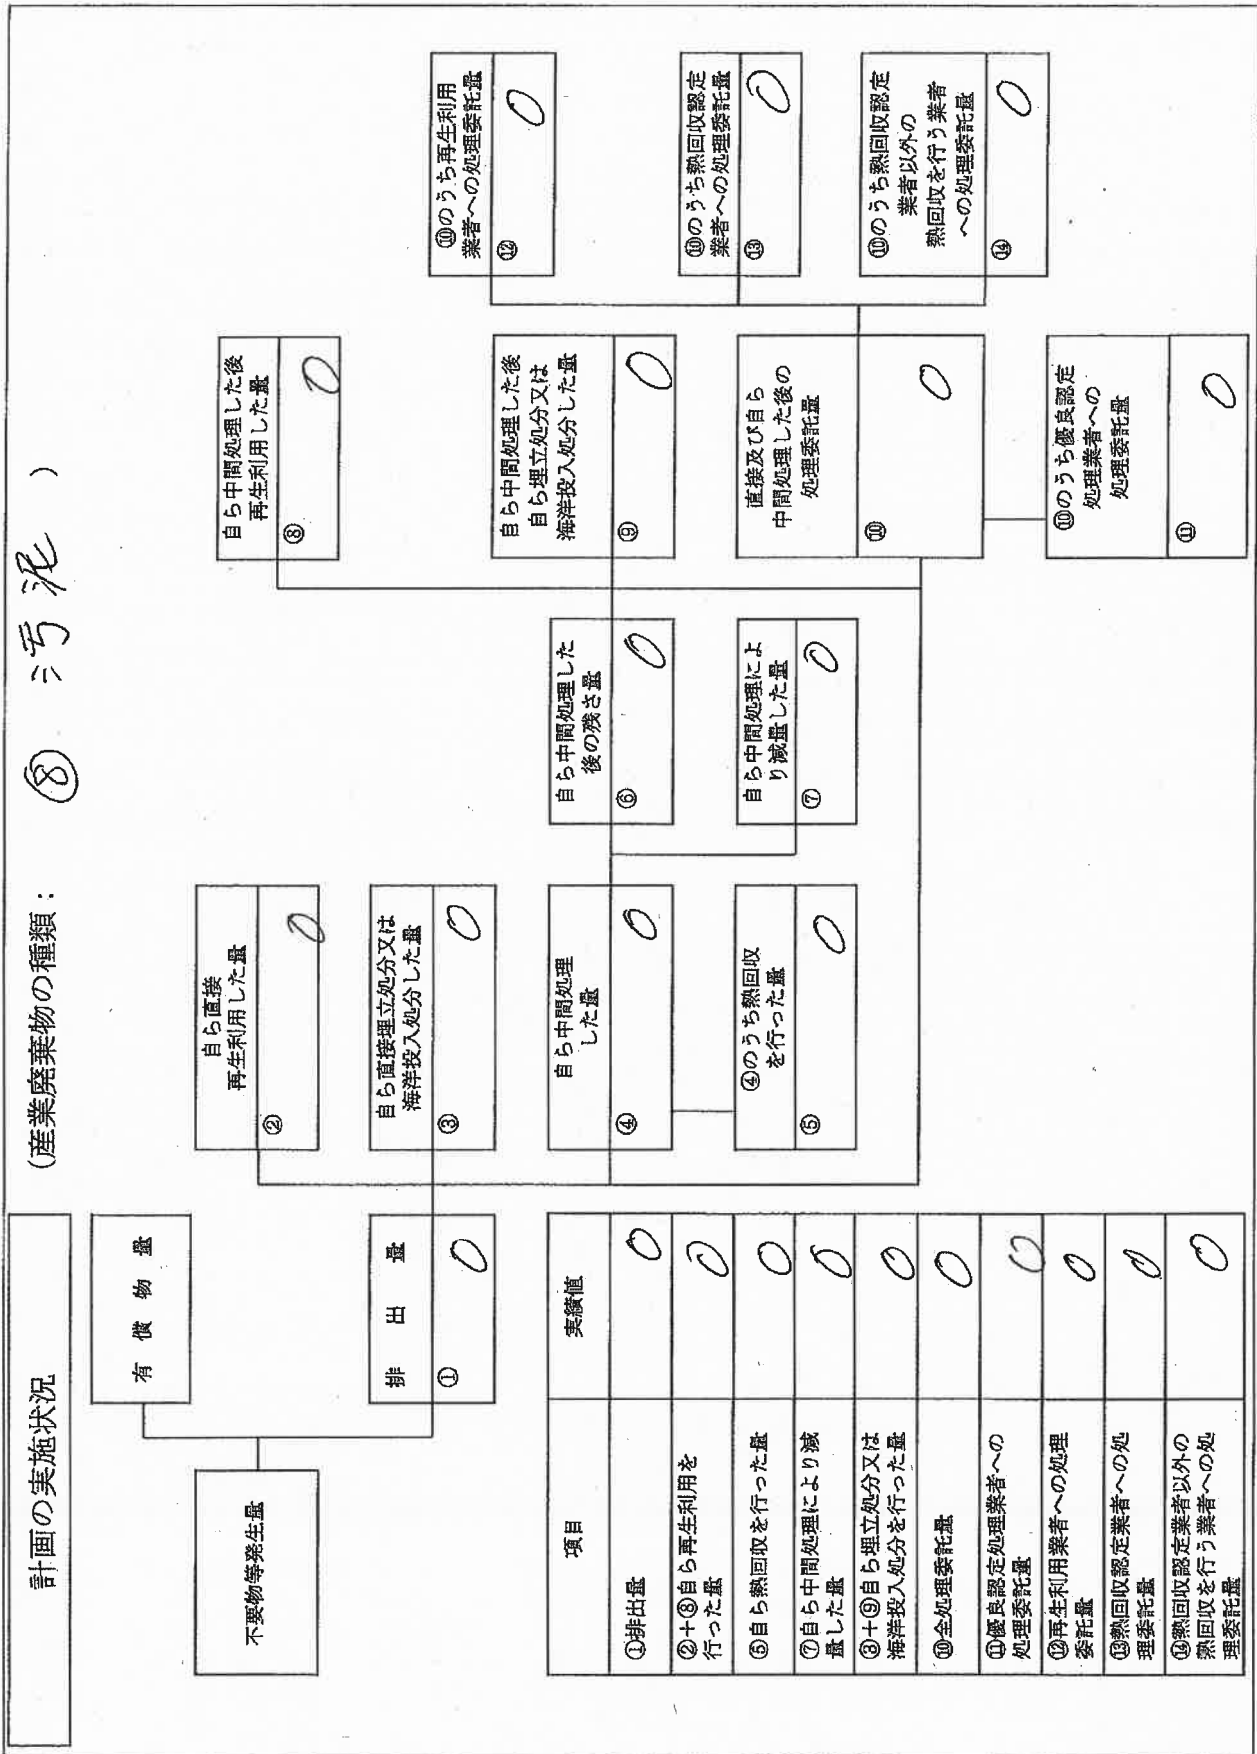 計画の実施状況
(産業廃棄物の種類: ⑧ 汚泥 )
不要物等発生量
有償物量
排出量
① 0
自ら直接
再生利用した量
② 0
自ら直接埋立処分又は
海洋投入処分した量
③ 0
自ら中間処理
した量
④ 0
④のうち熱回収
を行った量
⑤ 0
自ら中間処理した
後の残さ量
⑥ 0
自ら中間処理によ
り減量した量
⑦ 0
自ら中間処理した後
再生利用した量
⑧ 0
自ら中間処理した後
自ら埋立処分又は
海洋投入処分した量
⑨ 0
直接及び自ら
中間処理した後の
処理委託量
⑩ 0
⑩のうち優良認定
処理業者への
処理委託量
⑪ 0
⑩のうち再生利用
業者への処理委託量
⑫ 0
⑩のうち熱回収認定
業者への処理委託量
⑬ 0
⑩のうち熱回収認定
業者以外の
熱回収を行う業者
への処理委託量
⑭ 0
項目 実績値
①排出量 0
②+⑧自ら再生利用を
行った量 0
⑤自ら熱回収を行った量 0
⑦自ら中間処理により減
量した量 0
③+⑨自ら埋立処分又は
海洋投入処分を行った量 0
⑩全処理委託量 0
⑪優良認定処理業者への
処理委託量 0
⑫再生利用業者への処理
委託量 0
⑬熱回収認定業者への処
理委託量 0
⑭熱回収認定業者以外の
熱回収を行う業者への処
理委託量 0